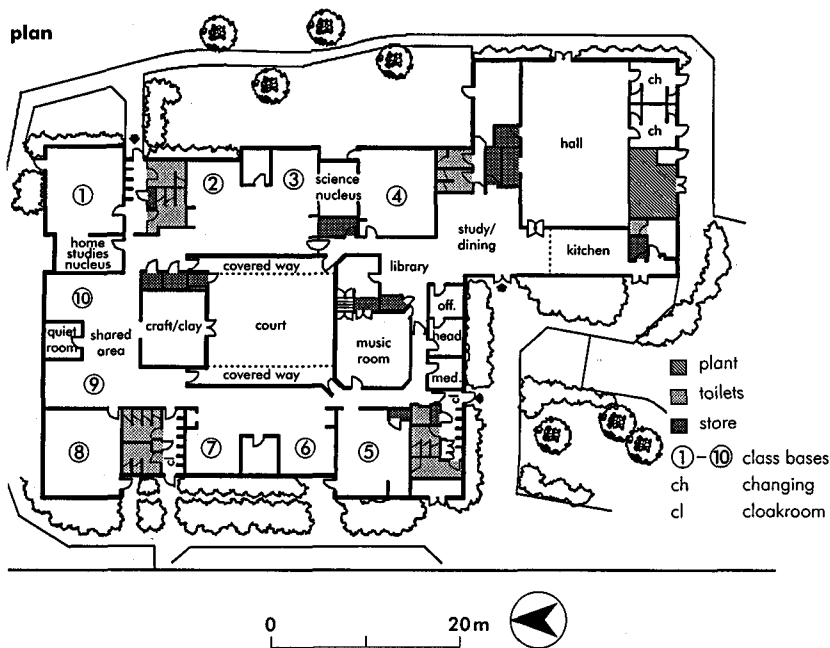 plan
ch
ch
hall
①
②
③
science
nucleus
④
home
studies
nucleus
study/
dining
kitchen
covered way
library
⑩
craft/clay
court
off.
quiet
room
shared
area
music
room
head
covered way
med.
⑨
cl
⑧
cl
⑦
⑥
⑤
plant
toilets
store
①-⑩ class bases
ch changing
cl cloakroom
0 20m